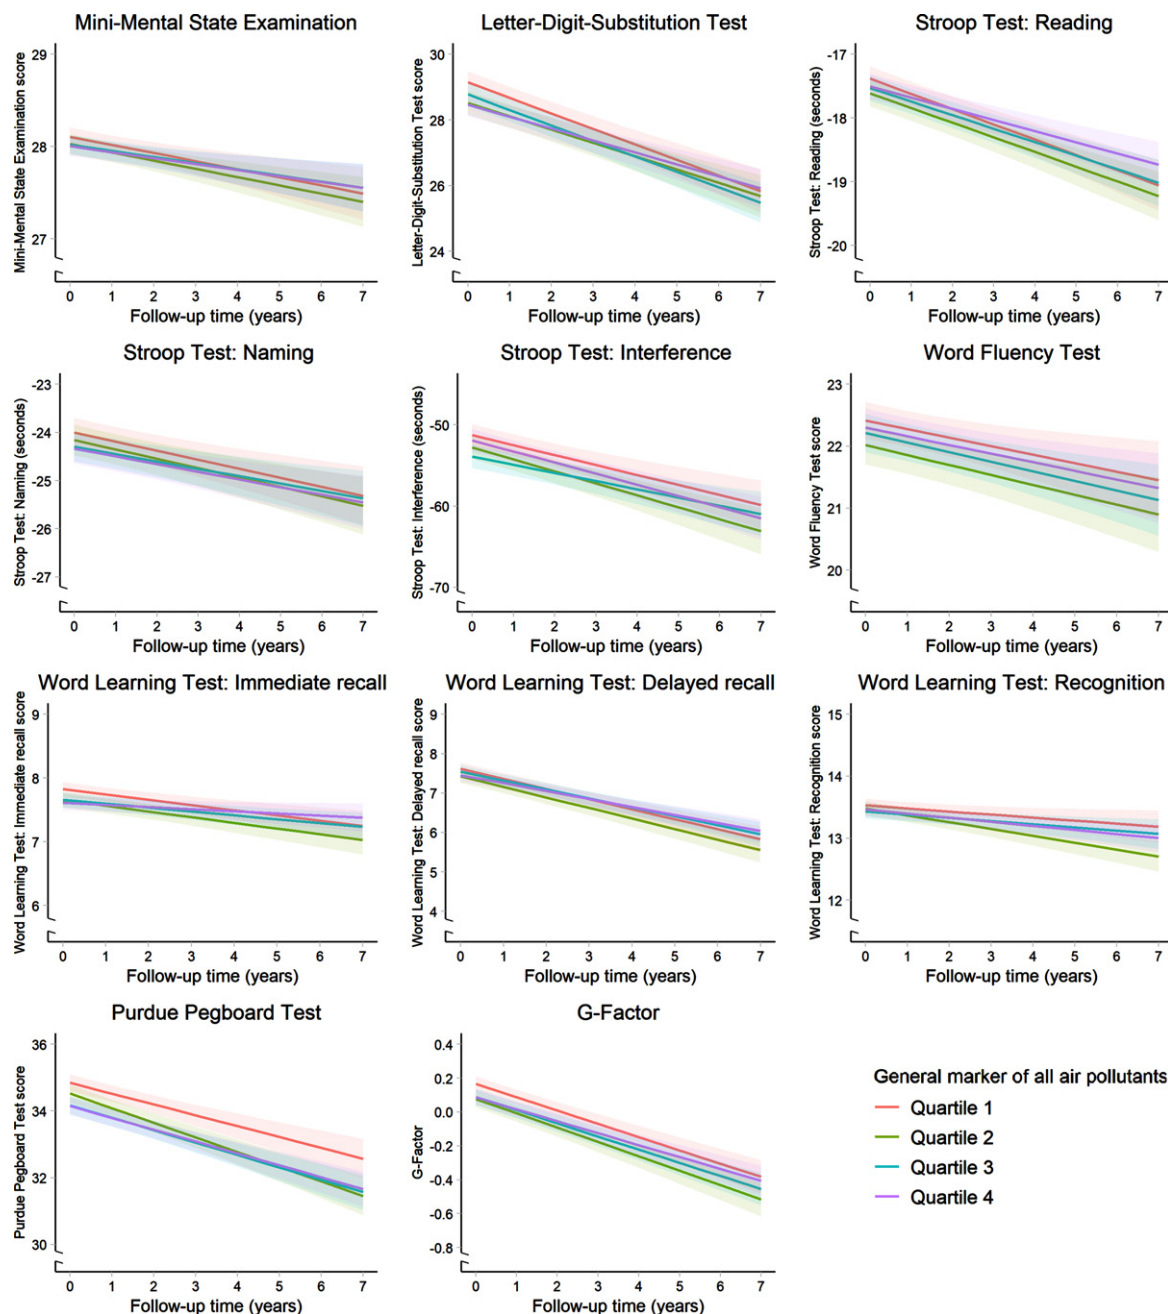 Mini-Mental State Examination
Mini-Mental State Examination score
29
28
27
0 1 2 3 4 5 6 7
Follow-up time (years)
Letter-Digit-Substitution Test
Letter-Digit-Substitution Test score
30
28
26
24
0 1 2 3 4 5 6 7
Follow-up time (years)
Stroop Test: Reading
Stroop Test: Reading (seconds)
-17
-18
-19
-20
0 1 2 3 4 5 6 7
Follow-up time (years)
Stroop Test: Naming
Stroop Test: Naming (seconds)
-23
-24
-25
-26
-27
0 1 2 3 4 5 6 7
Follow-up time (years)
Stroop Test: Interference
Stroop Test: Interference (seconds)
-50
-60
-70
0 1 2 3 4 5 6 7
Follow-up time (years)
Word Fluency Test
Word Fluency Test score
23
22
21
20
0 1 2 3 4 5 6 7
Follow-up time (years)
Word Learning Test: Immediate recall
Word Learning Test: Immediate recall score
9
8
7
6
0 1 2 3 4 5 6 7
Follow-up time (years)
Word Learning Test: Delayed recall
Word Learning Test: Delayed recall score
9
8
7
6
5
4
0 1 2 3 4 5 6 7
Follow-up time (years)
Word Learning Test: Recognition
Word Learning Test: Recognition score
15
14
13
12
0 1 2 3 4 5 6 7
Follow-up time (years)
Purdue Pegboard Test
Purdue Pegboard Test score
36
34
32
30
0 1 2 3 4 5 6 7
Follow-up time (years)
G-Factor
G-Factor
0.4
0.2
0.0
-0.2
-0.4
-0.6
-0.8
0 1 2 3 4 5 6 7
Follow-up time (years)
General marker of all air pollutants
Quartile 1
Quartile 2
Quartile 3
Quartile 4